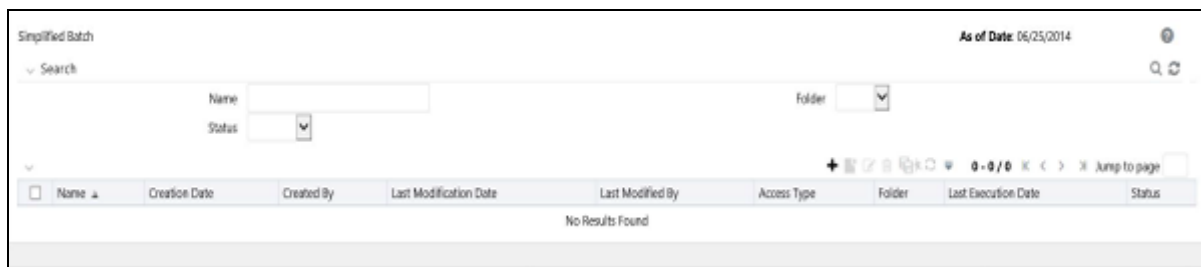 Simplified Batch As of Date: 06/25/2014
Search
Name Folder
Status
0-0/0 Jump to page
Name Creation Date Created By Last Modification Date Last Modified By Access Type Folder Last Execution Date Status
No Results Found